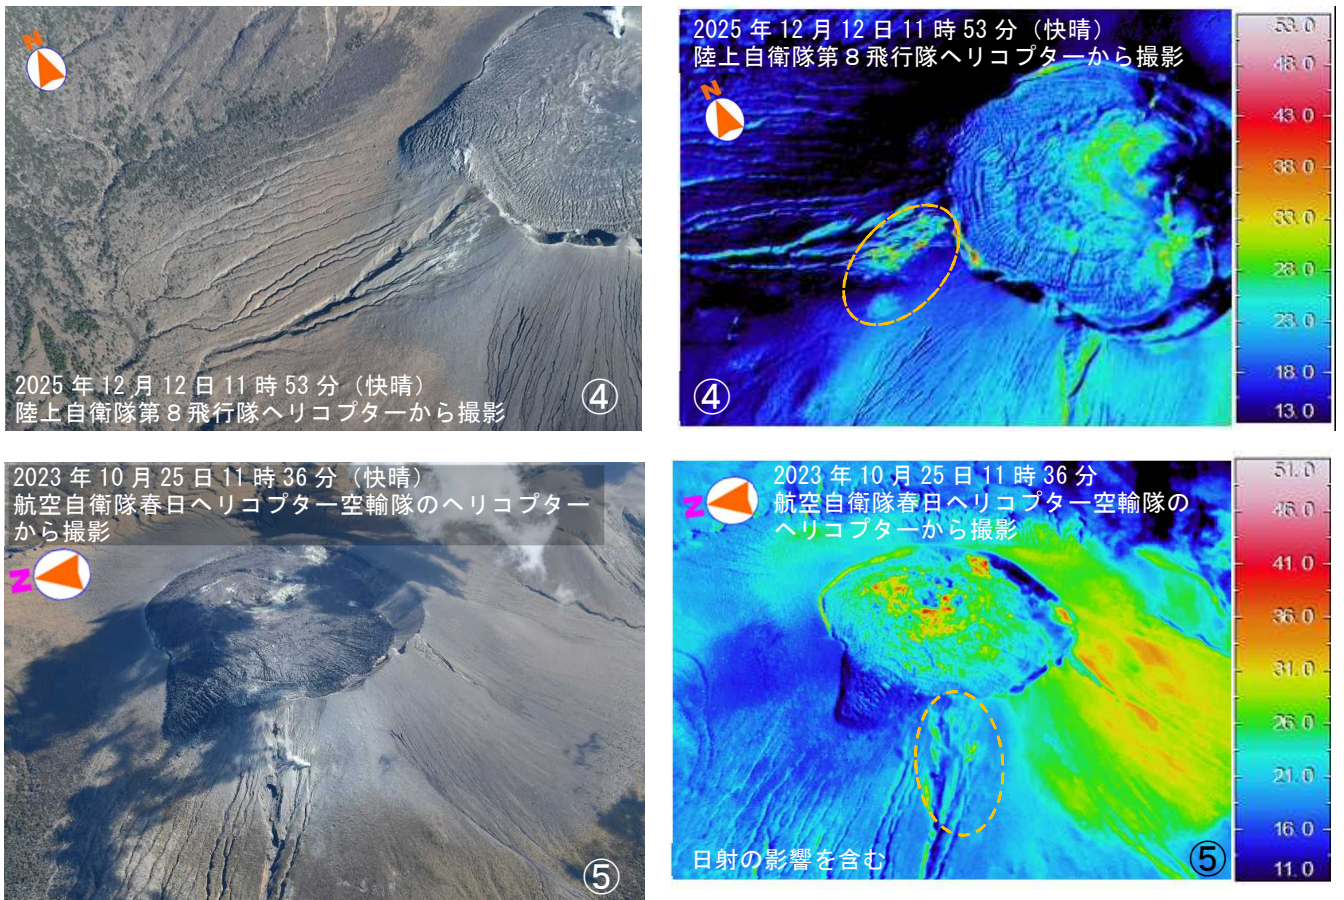 N
2025 年 12 月 12 日 11 時 53 分（快晴）
陸上自衛隊第８飛行隊ヘリコプターから撮影
④
2025 年 12 月 12 日 11 時 53 分（快晴）
陸上自衛隊第８飛行隊ヘリコプターから撮影
N
④
53.0
48.0
43.0
38.0
33.0
28.0
23.0
18.0
13.0
2023 年 10 月 25 日 11 時 36 分（快晴）
航空自衛隊春日ヘリコプター空輸隊のヘリコプター
から撮影
N
⑤
2023 年 10 月 25 日 11 時 36 分
航空自衛隊春日ヘリコプター空輸隊の
ヘリコプターから撮影
N
日射の影響を含む
⑤
51.0
46.0
41.0
36.0
31.0
26.0
21.0
16.0
11.0